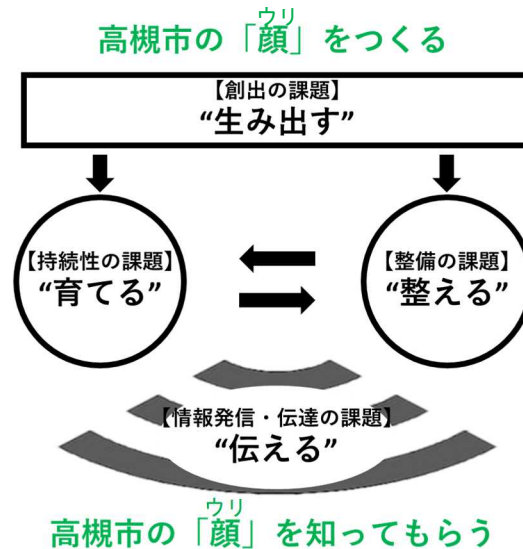 ウリ
高槻市の「顔」をつくる
【創出の課題】
“生み出す”
【持続性の課題】
“育てる”
【整備の課題】
“整える”
【情報発信・伝達の課題】
“伝える”
ウリ
高槻市の「顔」を知ってもらう